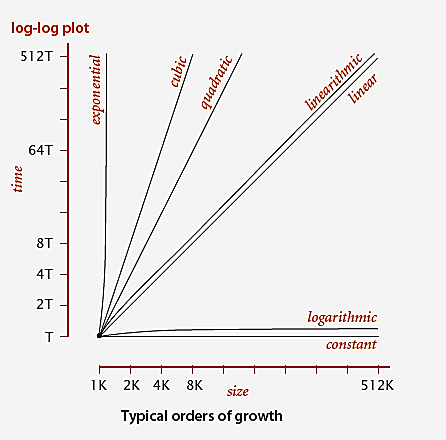 log-log plot
512T
exponential
cubic
quadratic
linearithmic
linear
64T
time
8T
4T
2T
logarithmic
T
constant
1K 2K 4K 8K 512K
size
Typical orders of growth